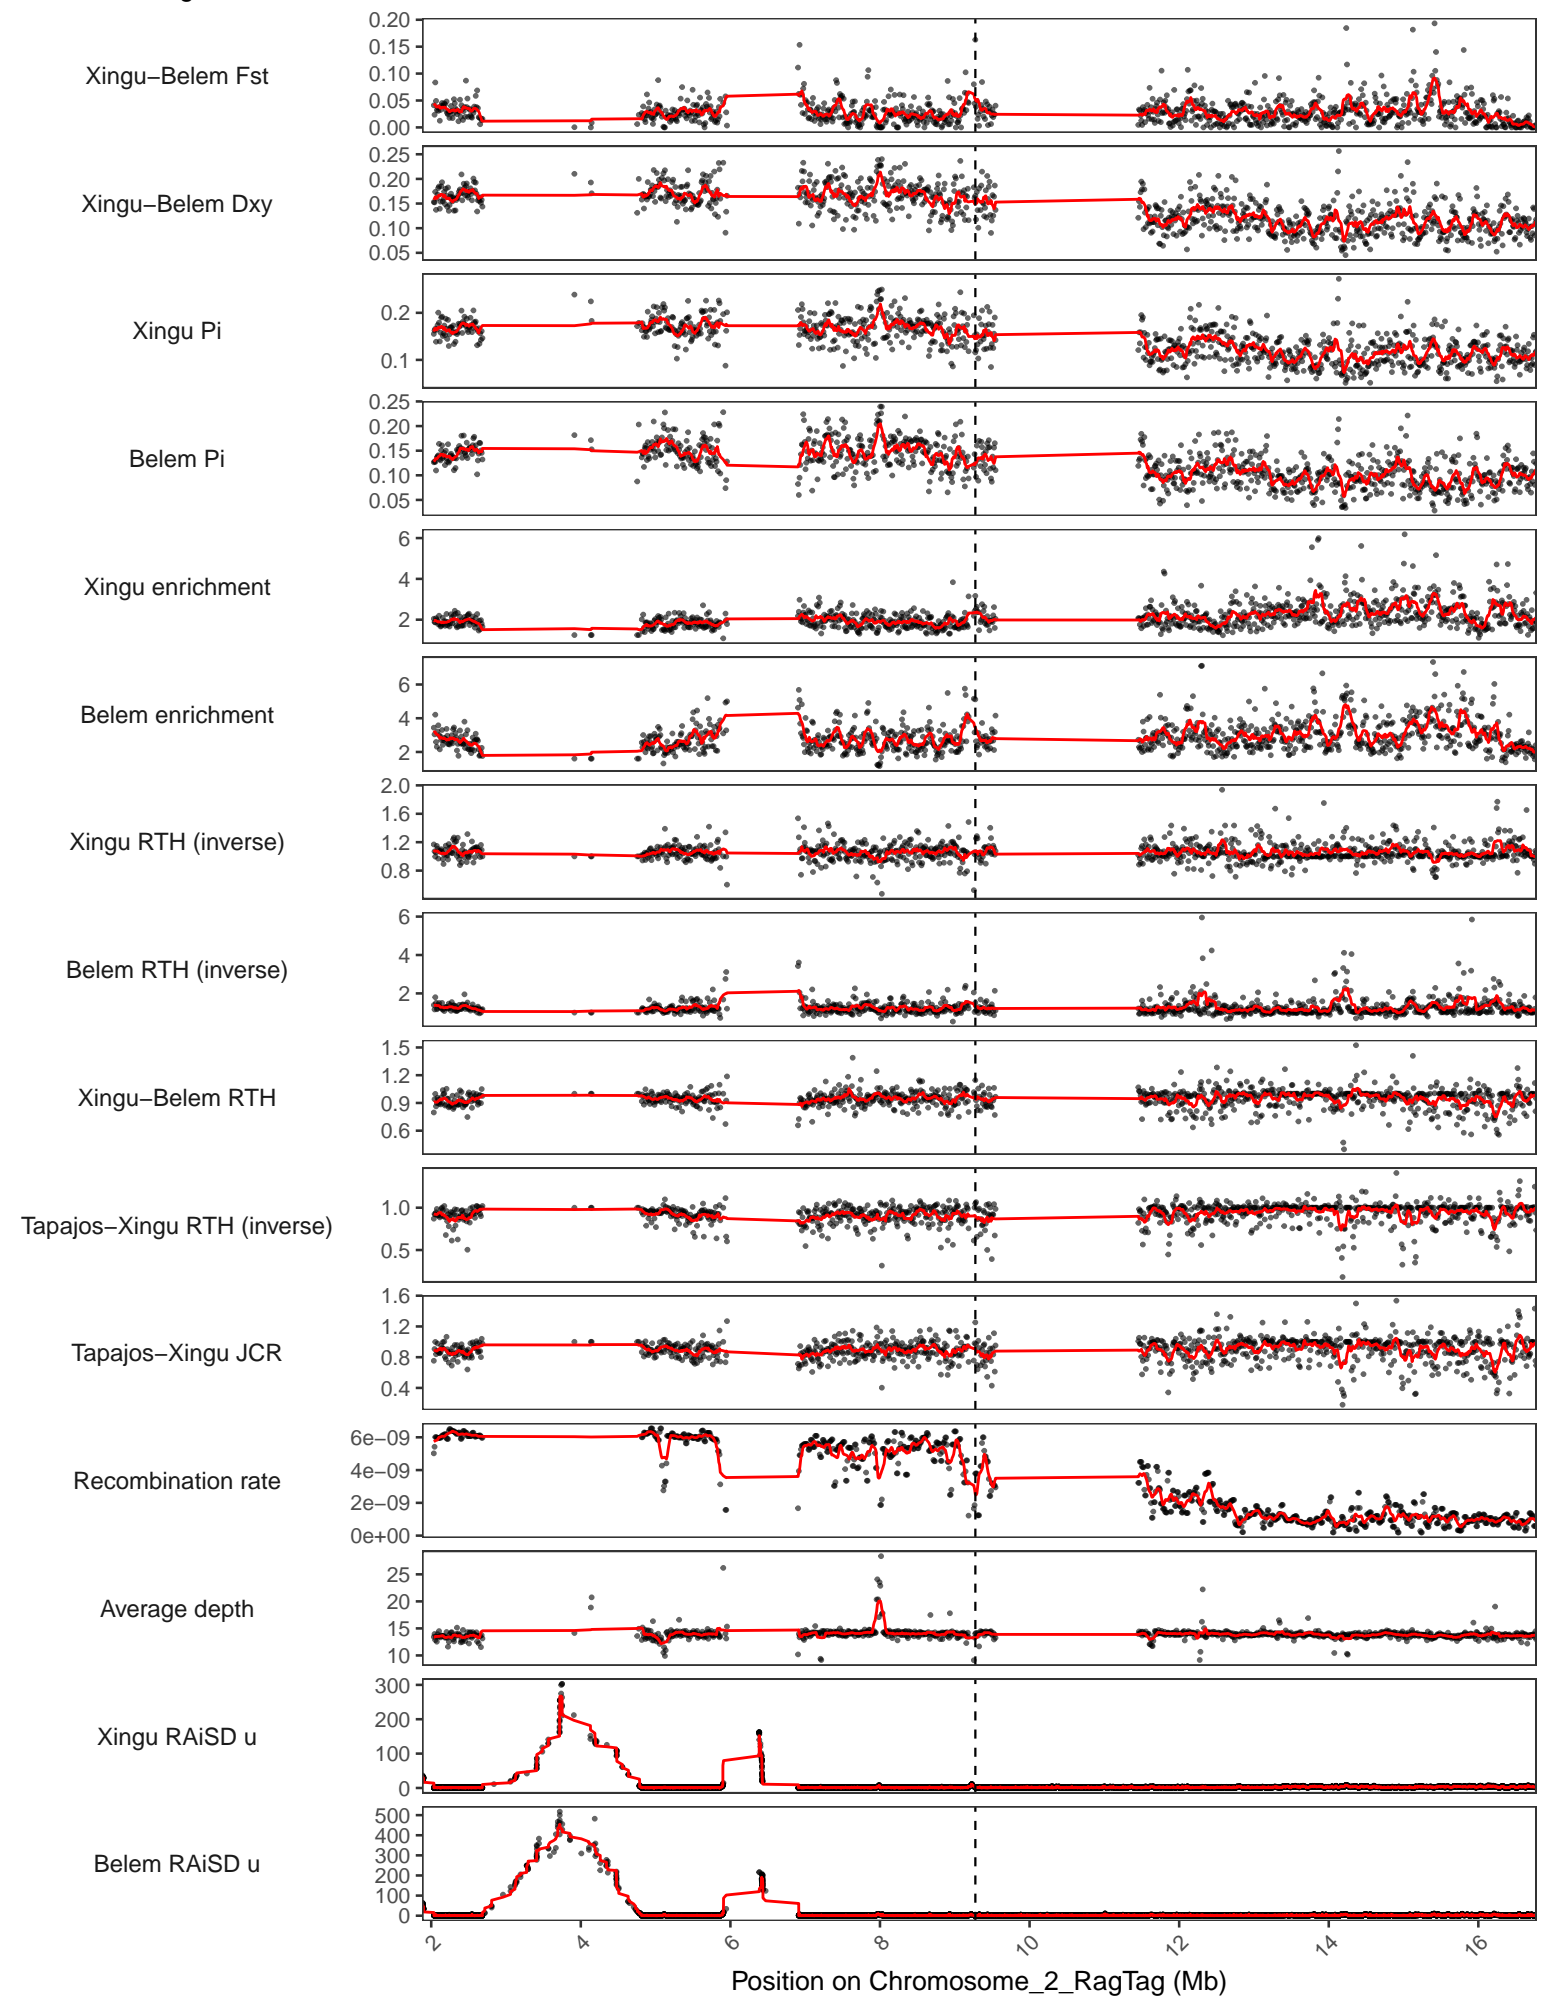 0.20
0.15
Xingu−Belem Fst
0.10
0.05
0.00
0.25
0.20
Xingu−Belem Dxy
0.15
0.10
0.05
0.2
Xingu Pi
0.1
0.25
0.20
Belem Pi
0.15
0.10
0.05
6
Xingu enrichment
4
2
6
Belem enrichment
4
2
2.0
1.6
Xingu RTH (inverse)
1.2
0.8
6
Belem RTH (inverse)
4
2
1.5
1.2
Xingu−Belem RTH
0.9
0.6
1.0
Tapajos−Xingu RTH (inverse)
0.5
1.6
1.2
Tapajos−Xingu JCR
0.8
0.4
6e−09
4e−09
Recombination rate
2e−09
0e+00
25
20
Average depth
15
10
300
200
Xingu RAiSD u
100
0
500
400
300
Belem RAiSD u
200
100
0
2 4 6 8 10 12 14 16
Position on Chromosome_2_RagTag (Mb)